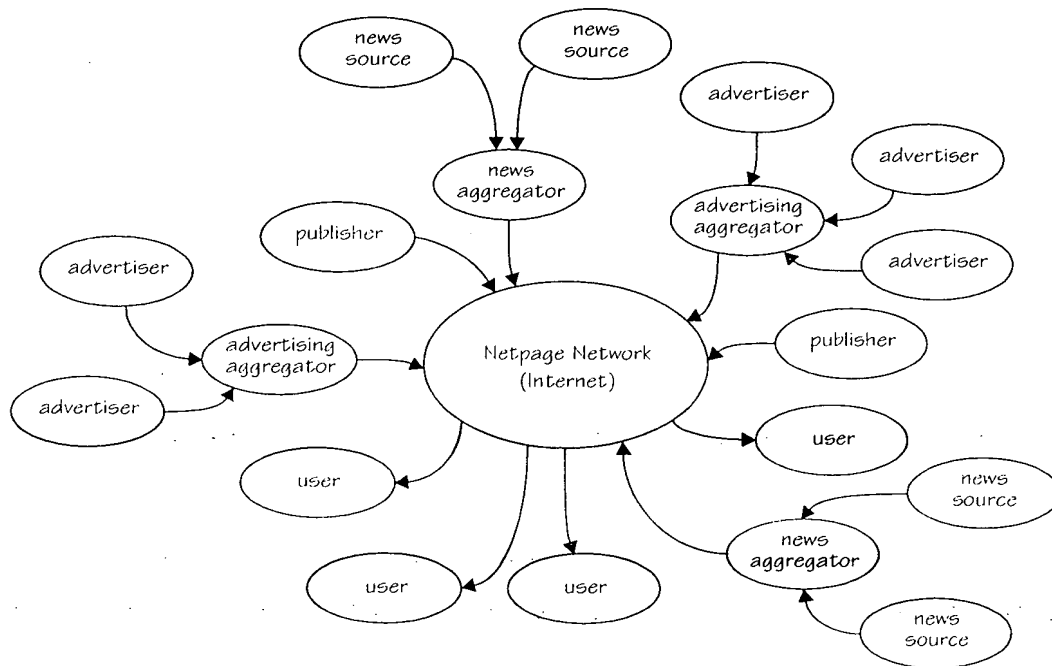 news
source
news
source
advertiser
news
aggregator
advertiser
advertising
aggregator
publisher
advertiser
advertiser
Netpage Network
(Internet)
publisher
advertising
aggregator
advertiser
user
user
news
source
news
aggregator
user
user
news
source